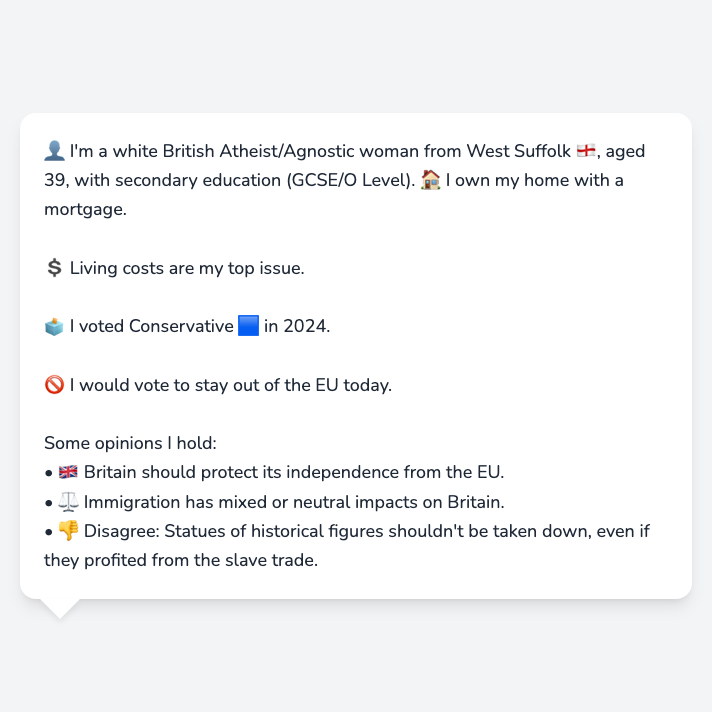 👤 I'm a white British Atheist/Agnostic woman from West Suffolk 🏴󠁧󠁢󠁥󠁮󠁧󠁿, aged
39, with secondary education (GCSE/O Level). 🏠 I own my home with a
mortgage.
💲 Living costs are my top issue.
🗳️ I voted Conservative 🟦 in 2024.
🚫 I would vote to stay out of the EU today.
Some opinions I hold:
• 🇬🇧 Britain should protect its independence from the EU.
• ⚖️ Immigration has mixed or neutral impacts on Britain.
• 👎 Disagree: Statues of historical figures shouldn't be taken down, even if
they profited from the slave trade.